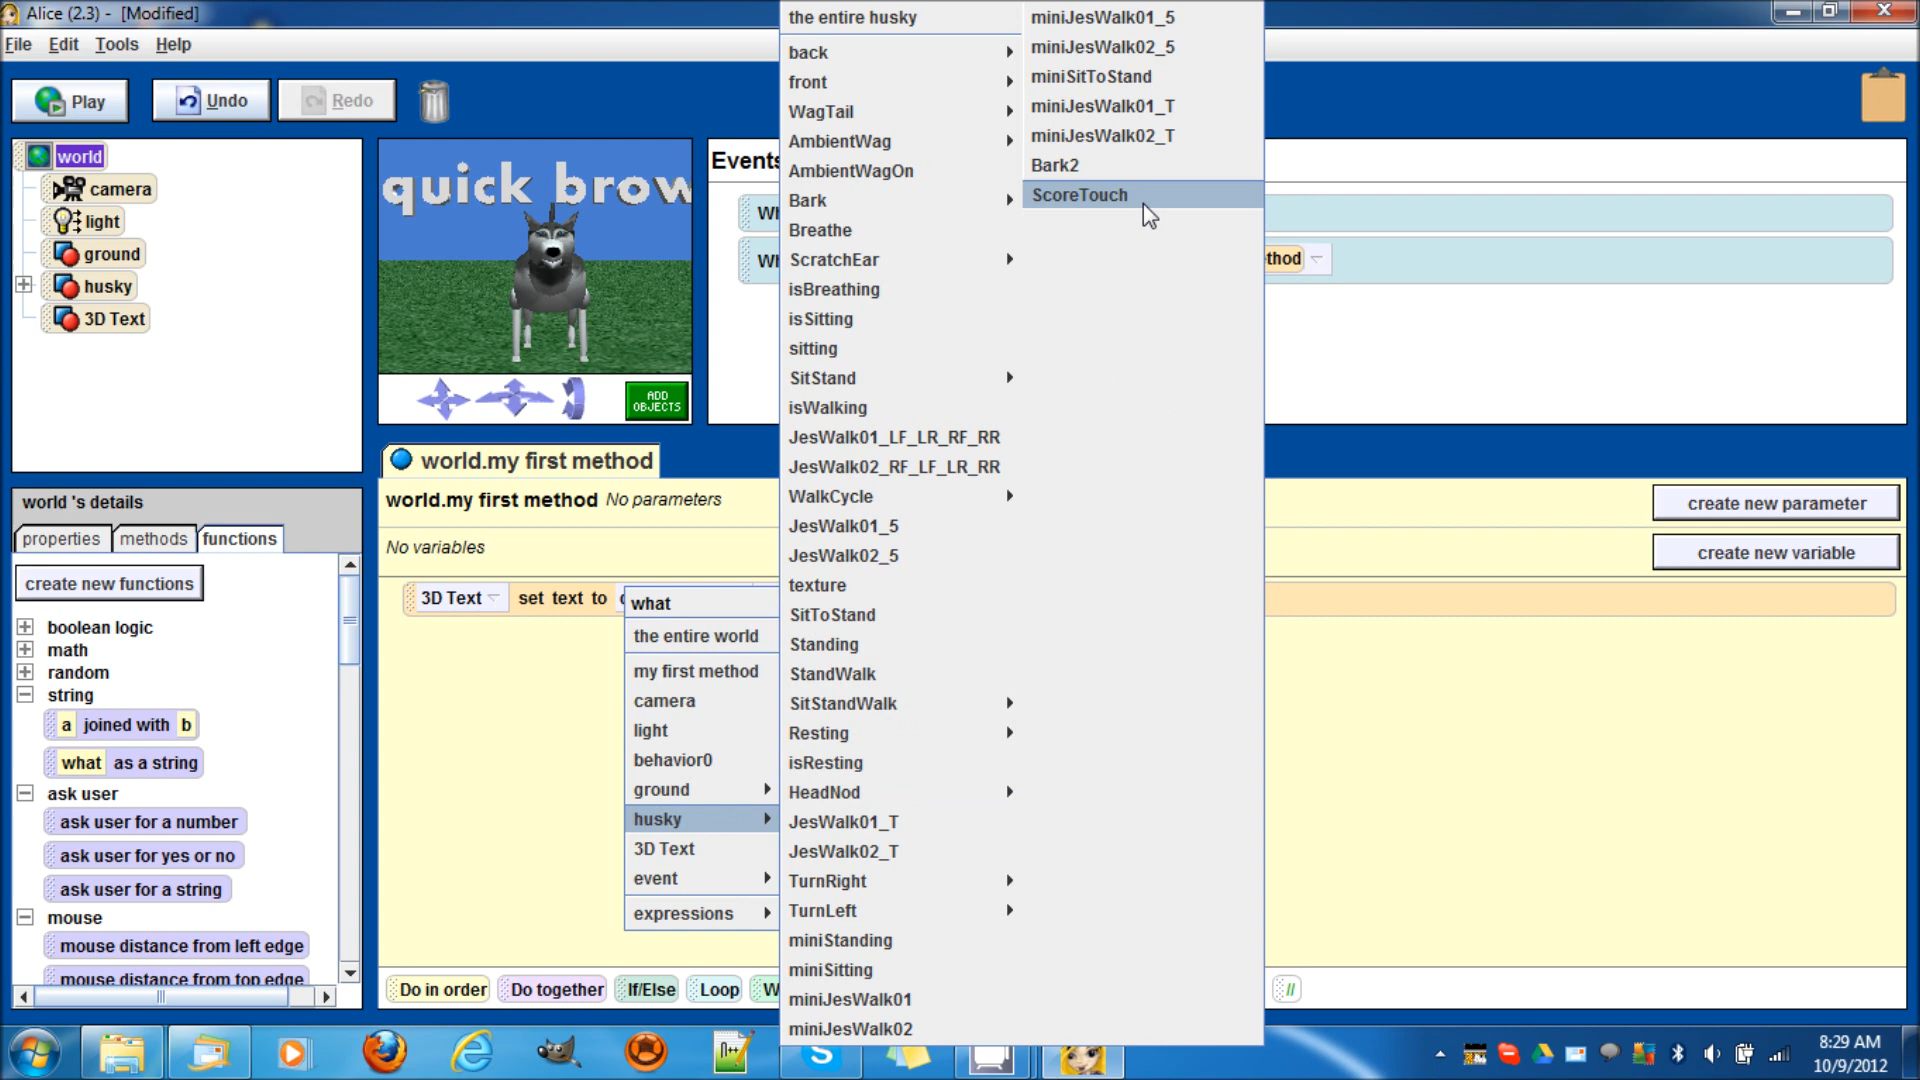 Alice (2.3) - [Modified]
File Edit Tools Help
Play Undo Redo
world
camera
light
ground
husky
3D Text
quick brow
ADD
OBJECTS
Events
Wh
Wh
thod
world 's details
properties methods functions
create new functions
boolean logic
math
random
string
a joined with b
what as a string
ask user
ask user for a number
ask user for yes or no
ask user for a string
mouse
mouse distance from left edge
mouse distance from top edge
world.my first method
world.my first method No parameters
create new parameter
No variables
create new variable
3D Text set text to
what
the entire world
my first method
camera
light
behavior0
ground
husky
3D Text
event
expressions
the entire husky
back
front
WagTail
AmbientWag
AmbientWagOn
Bark
Breathe
ScratchEar
isBreathing
isSitting
sitting
SitStand
isWalking
JesWalk01_LF_LR_RF_RR
JesWalk02_RF_LF_LR_RR
WalkCycle
JesWalk01_5
JesWalk02_5
texture
SitToStand
Standing
StandWalk
SitStandWalk
Resting
isResting
HeadNod
JesWalk01_T
JesWalk02_T
TurnRight
TurnLeft
miniStanding
miniSitting
miniJesWalk01
miniJesWalk02
miniJesWalk01_5
miniJesWalk02_5
miniSitToStand
miniJesWalk01_T
miniJesWalk02_T
Bark2
ScoreTouch
Do in order Do together If/Else Loop W //
8:29 AM
10/9/2012